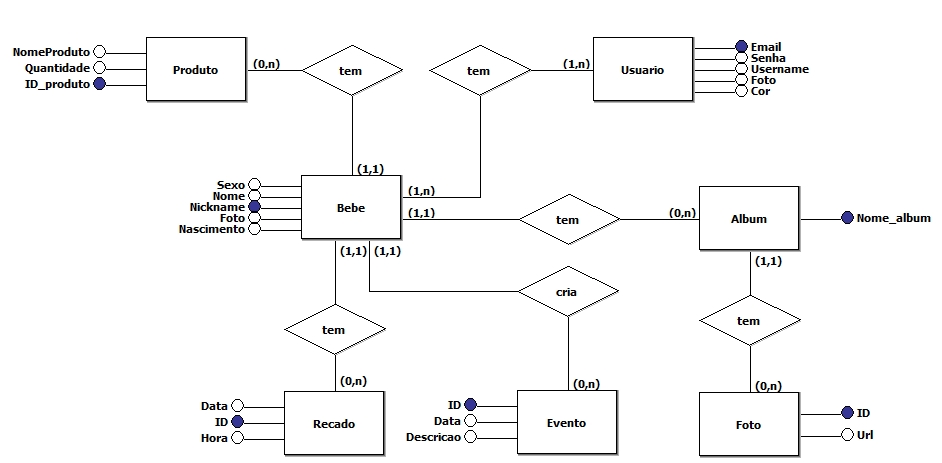 NomeProduto
Quantidade
ID_produto
Produto
(0,n)
tem
tem
(1,n)
Usuario
Email
Senha
Username
Foto
Cor
(1,1)
Sexo
Nome
Nickname
Foto
Nascimento
Bebe
(1,n)
(1,1)
tem
(0,n)
Album
Nome_album
(1,1)
(1,1)
(1,1)
cria
tem
tem
(0,n)
(0,n)
(0,n)
Data
ID
Hora
Recado
ID
Data
Descricao
Evento
Foto
ID
Url